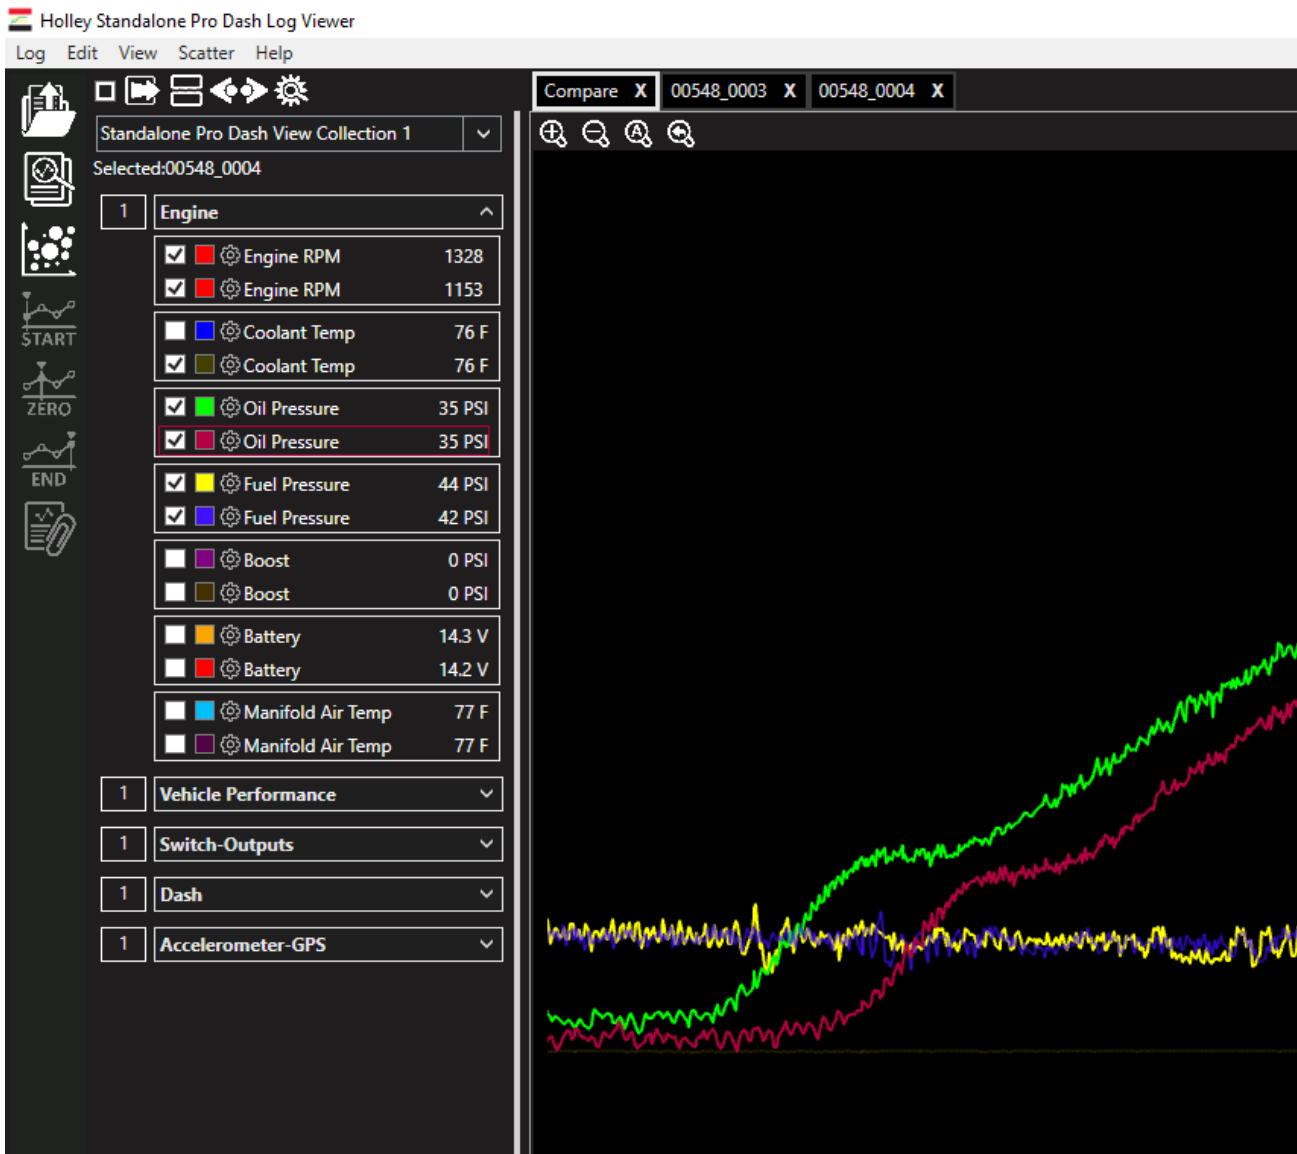 Holley Standalone Pro Dash Log Viewer
Log Edit View Scatter Help
Compare X 00548_0003 X 00548_0004 X
Standalone Pro Dash View Collection 1
Selected:00548_0004
1 Engine
Engine RPM 1328
Engine RPM 1153
START
Coolant Temp 76 F
Coolant Temp 76 F
ZERO
Oil Pressure 35 PSI
Oil Pressure 35 PSI
END
Fuel Pressure 44 PSI
Fuel Pressure 42 PSI
Boost 0 PSI
Boost 0 PSI
Battery 14.3 V
Battery 14.2 V
Manifold Air Temp 77 F
Manifold Air Temp 77 F
1 Vehicle Performance
1 Switch-Outputs
1 Dash
1 Accelerometer-GPS